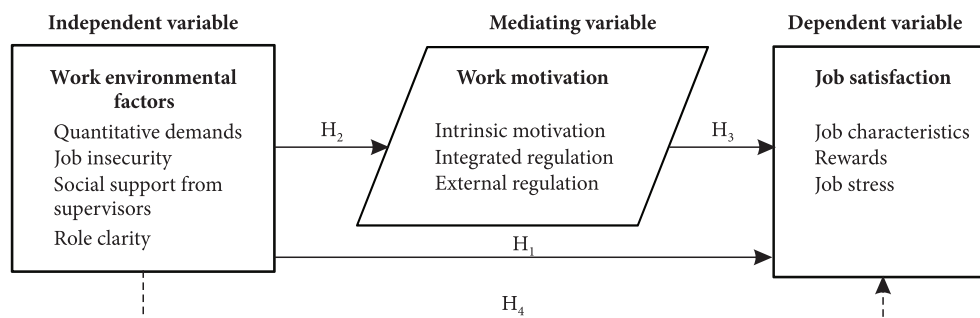 Independent variable
Mediating variable
Dependent variable
Work environmental
factors
Quantitative demands
Job insecurity
Social support from
supervisors
Role clarity
H₂
Work motivation
Intrinsic motivation
Integrated regulation
External regulation
H₃
Job satisfaction
Job characteristics
Rewards
Job stress
H₁
H₄